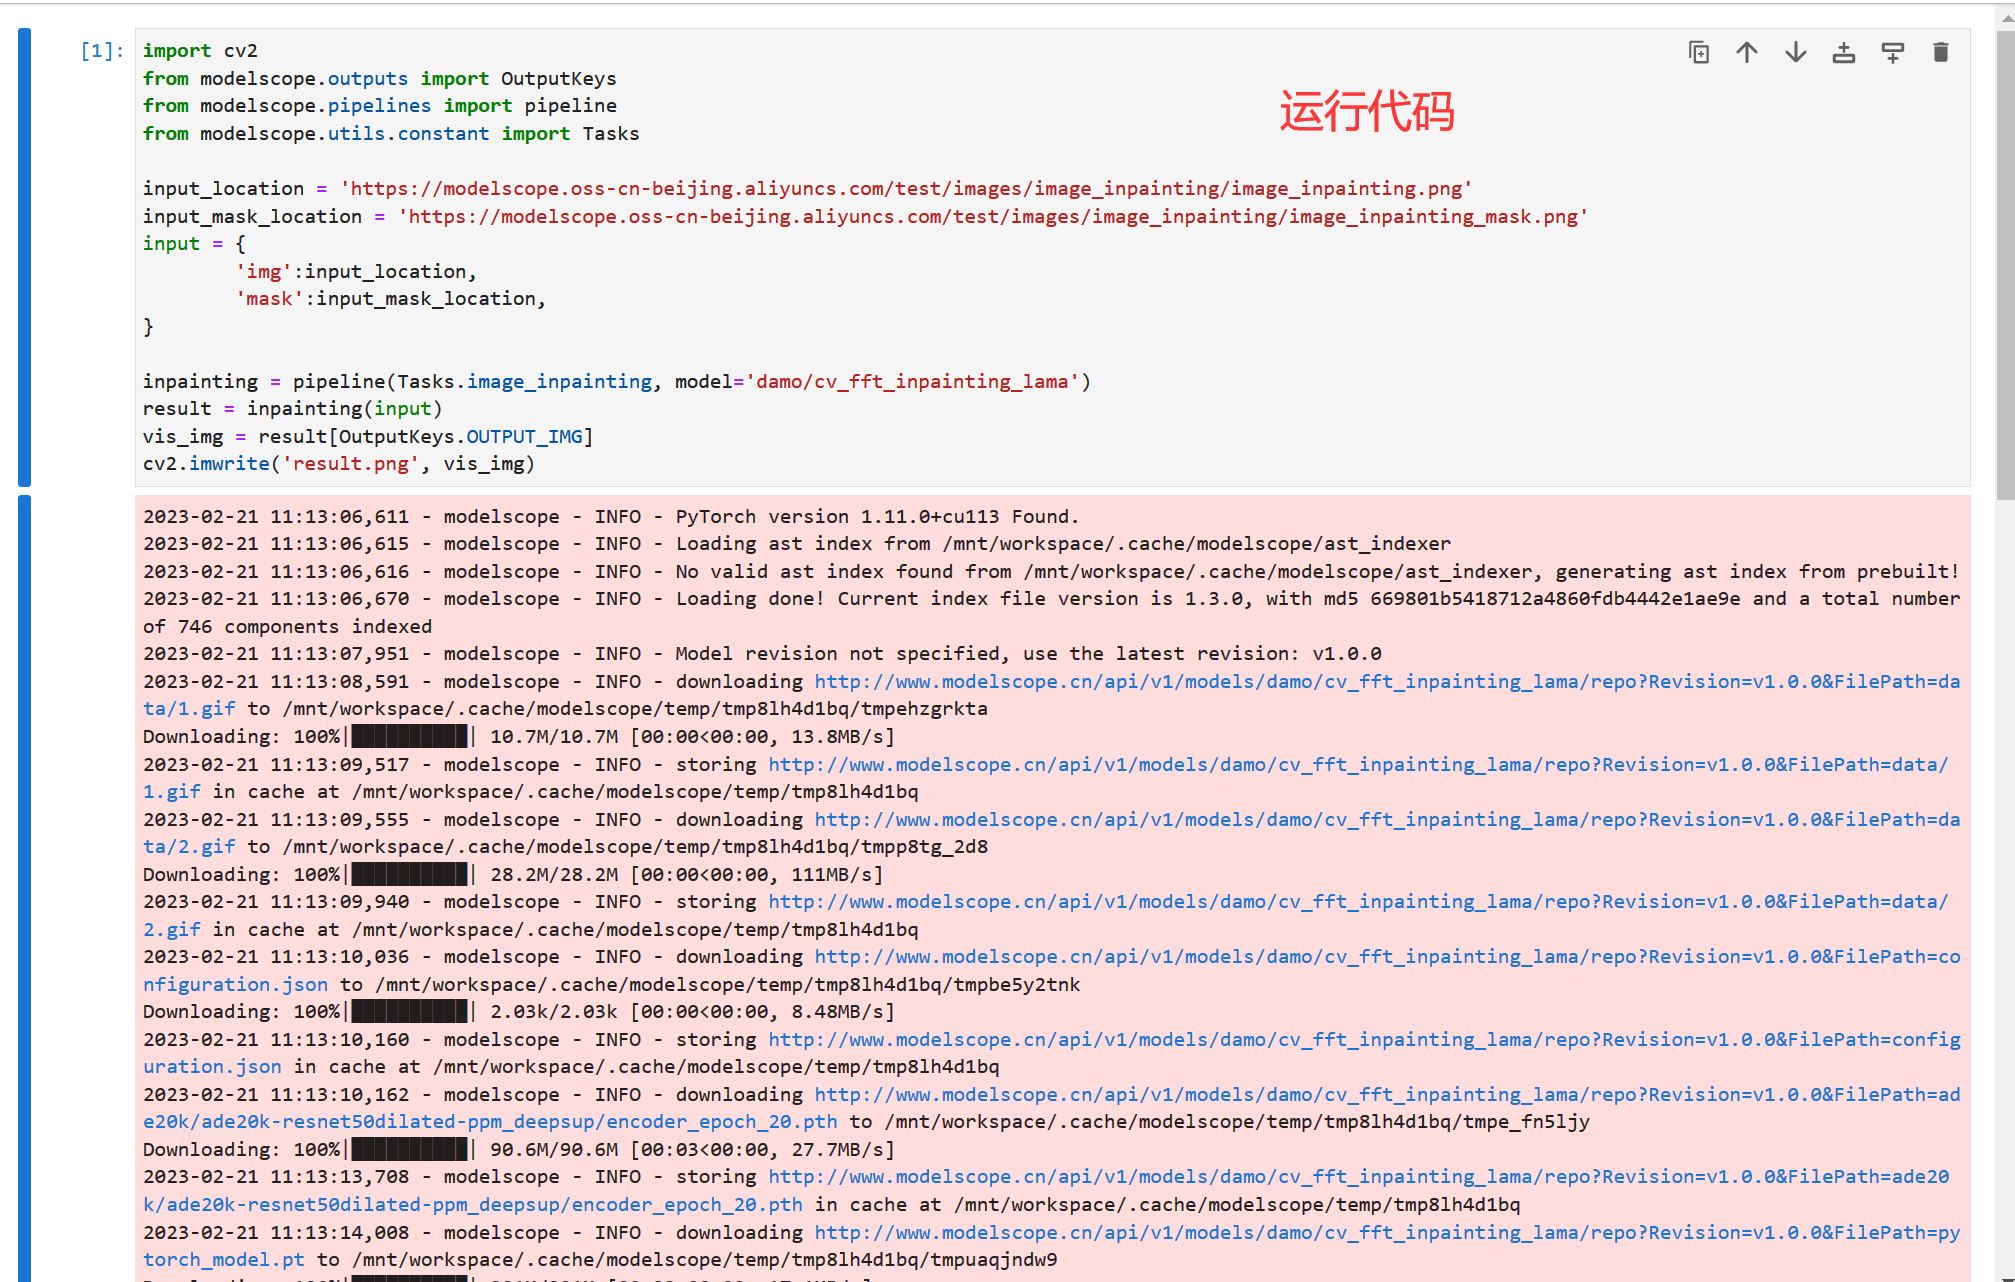 [1]: import cv2
from modelscope.outputs import OutputKeys
from modelscope.pipelines import pipeline
from modelscope.utils.constant import Tasks
运行代码
input_location = 'https://modelscope.oss-cn-beijing.aliyuncs.com/test/images/image_inpainting/image_inpainting.png'
input_mask_location = 'https://modelscope.oss-cn-beijing.aliyuncs.com/test/images/image_inpainting/image_inpainting_mask.png'
input = {
        'img':input_location,
        'mask':input_mask_location,
}
inpainting = pipeline(Tasks.image_inpainting, model='damo/cv_fft_inpainting_lama')
result = inpainting(input)
vis_img = result[OutputKeys.OUTPUT_IMG]
cv2.imwrite('result.png', vis_img)
2023-02-21 11:13:06,611 - modelscope - INFO - PyTorch version 1.11.0+cu113 Found.
2023-02-21 11:13:06,615 - modelscope - INFO - Loading ast index from /mnt/workspace/.cache/modelscope/ast_indexer
2023-02-21 11:13:06,616 - modelscope - INFO - No valid ast index found from /mnt/workspace/.cache/modelscope/ast_indexer, generating ast index from prebuilt!
2023-02-21 11:13:06,670 - modelscope - INFO - Loading done! Current index file version is 1.3.0, with md5 669801b5418712a4860fdb4442e1ae9e and a total number
of 746 components indexed
2023-02-21 11:13:07,951 - modelscope - INFO - Model revision not specified, use the latest revision: v1.0.0
2023-02-21 11:13:08,591 - modelscope - INFO - downloading http://www.modelscope.cn/api/v1/models/damo/cv_fft_inpainting_lama/repo?Revision=v1.0.0&FilePath=da
ta/1.gif to /mnt/workspace/.cache/modelscope/temp/tmp8lh4d1bq/tmpehzgrkta
Downloading: 100%|██████████| 10.7M/10.7M [00:00<00:00, 13.8MB/s]
2023-02-21 11:13:09,517 - modelscope - INFO - storing http://www.modelscope.cn/api/v1/models/damo/cv_fft_inpainting_lama/repo?Revision=v1.0.0&FilePath=data/
1.gif in cache at /mnt/workspace/.cache/modelscope/temp/tmp8lh4d1bq
2023-02-21 11:13:09,555 - modelscope - INFO - downloading http://www.modelscope.cn/api/v1/models/damo/cv_fft_inpainting_lama/repo?Revision=v1.0.0&FilePath=da
ta/2.gif to /mnt/workspace/.cache/modelscope/temp/tmp8lh4d1bq/tmpp8tg_2d8
Downloading: 100%|██████████| 28.2M/28.2M [00:00<00:00, 111MB/s]
2023-02-21 11:13:09,940 - modelscope - INFO - storing http://www.modelscope.cn/api/v1/models/damo/cv_fft_inpainting_lama/repo?Revision=v1.0.0&FilePath=data/
2.gif in cache at /mnt/workspace/.cache/modelscope/temp/tmp8lh4d1bq
2023-02-21 11:13:10,036 - modelscope - INFO - downloading http://www.modelscope.cn/api/v1/models/damo/cv_fft_inpainting_lama/repo?Revision=v1.0.0&FilePath=co
nfiguration.json to /mnt/workspace/.cache/modelscope/temp/tmp8lh4d1bq/tmpbe5y2tnk
Downloading: 100%|██████████| 2.03k/2.03k [00:00<00:00, 8.48MB/s]
2023-02-21 11:13:10,160 - modelscope - INFO - storing http://www.modelscope.cn/api/v1/models/damo/cv_fft_inpainting_lama/repo?Revision=v1.0.0&FilePath=config
uration.json in cache at /mnt/workspace/.cache/modelscope/temp/tmp8lh4d1bq
2023-02-21 11:13:10,162 - modelscope - INFO - downloading http://www.modelscope.cn/api/v1/models/damo/cv_fft_inpainting_lama/repo?Revision=v1.0.0&FilePath=ad
e20k/ade20k-resnet50dilated-ppm_deepsup/encoder_epoch_20.pth to /mnt/workspace/.cache/modelscope/temp/tmp8lh4d1bq/tmpe_fn5ljy
Downloading: 100%|██████████| 90.6M/90.6M [00:03<00:00, 27.7MB/s]
2023-02-21 11:13:13,708 - modelscope - INFO - storing http://www.modelscope.cn/api/v1/models/damo/cv_fft_inpainting_lama/repo?Revision=v1.0.0&FilePath=ade20
k/ade20k-resnet50dilated-ppm_deepsup/encoder_epoch_20.pth in cache at /mnt/workspace/.cache/modelscope/temp/tmp8lh4d1bq
2023-02-21 11:13:14,008 - modelscope - INFO - downloading http://www.modelscope.cn/api/v1/models/damo/cv_fft_inpainting_lama/repo?Revision=v1.0.0&FilePath=py
torch_model.pt to /mnt/workspace/.cache/modelscope/temp/tmp8lh4d1bq/tmpuaqjndw9